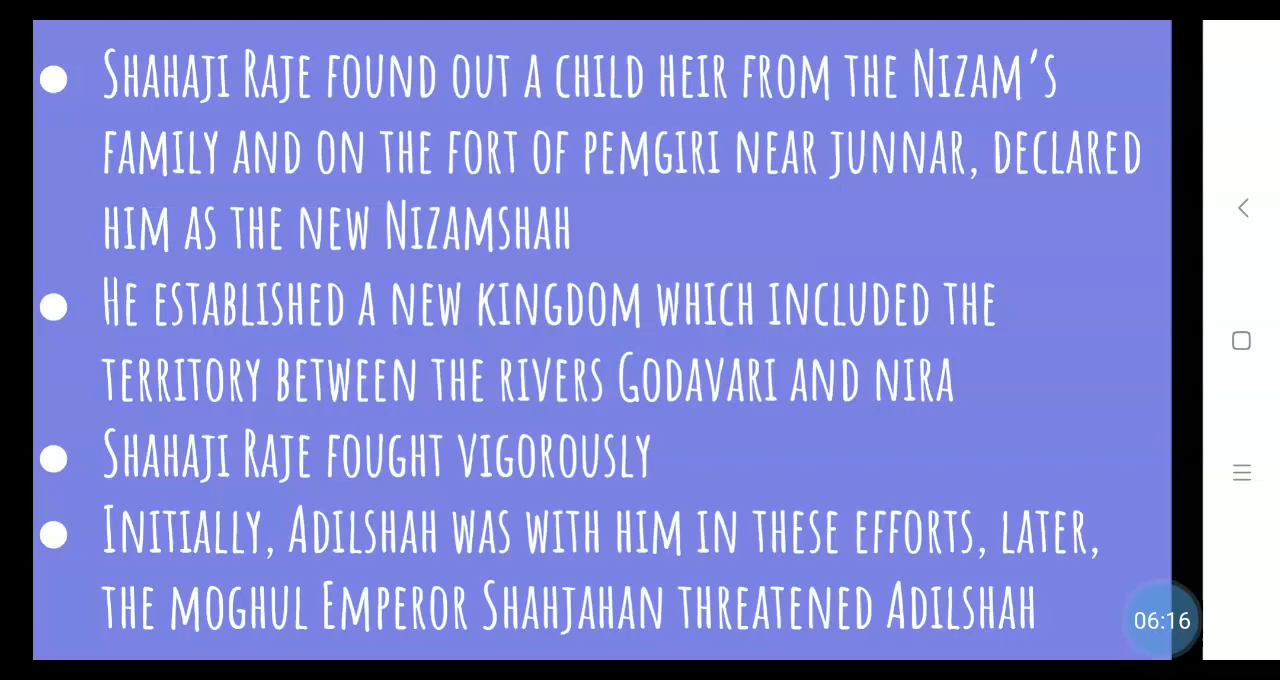 ● Shahaji Raje found out a child heir from the Nizam's
family and on the fort of pemgiri near junnar, declared
him as the new Nizamshah
● He established a new kingdom which included the
territory between the rivers Godavari and nira
● Shahaji Raje fought vigorously
● Initially, Adilshah was with him in these efforts, later,
the moghul Emperor Shahjahan threatened Adilshah
06:16